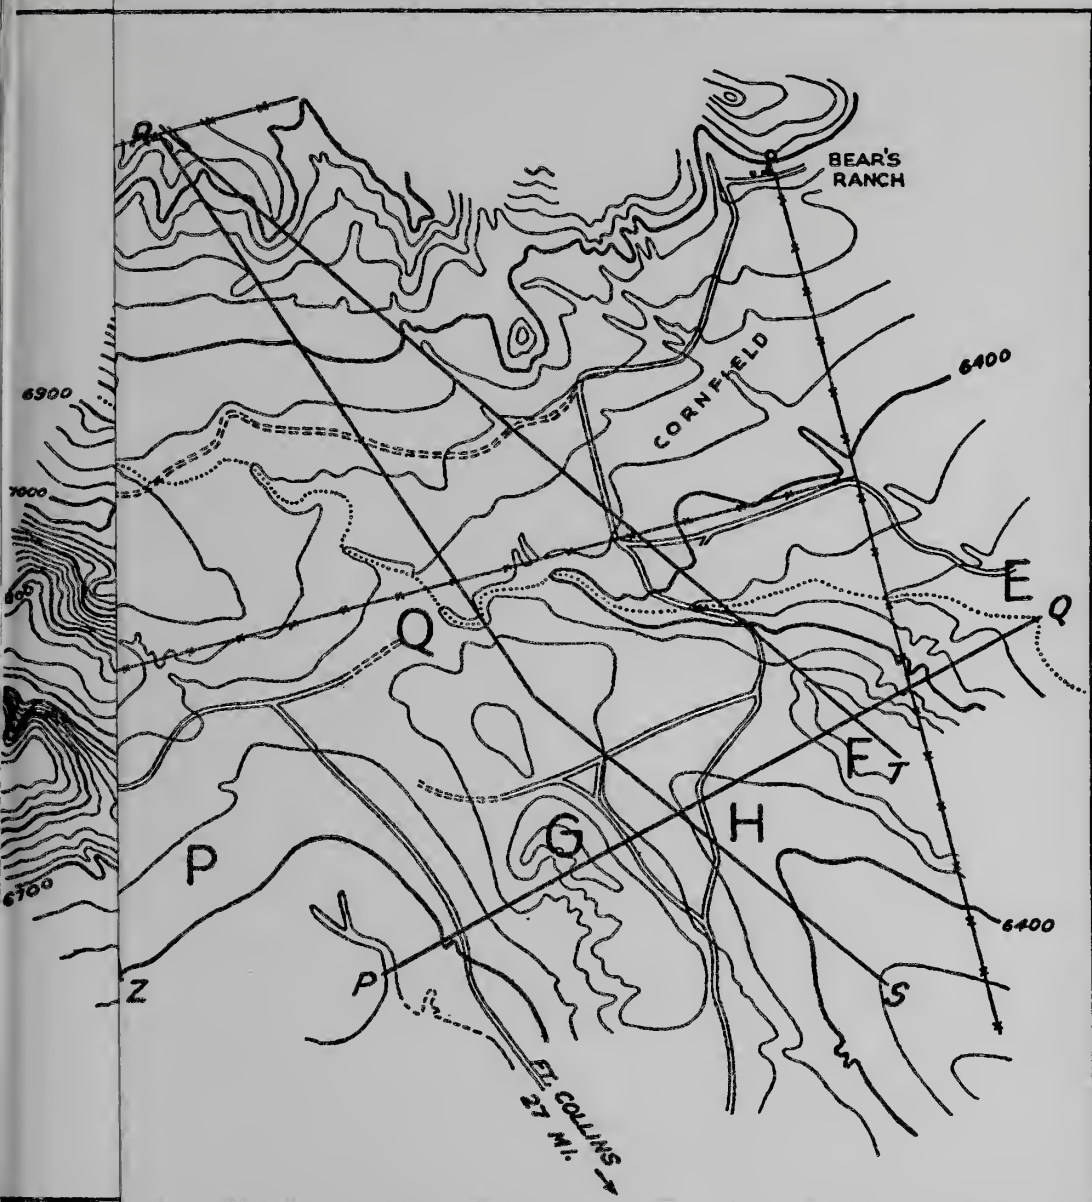 R
BEAR'S
RANCH
CORNFIELD
6400
6900
7000
E
Q
Q
F
T
G
H
P
6700
6400
Z
P
S
FT. COLLINS
27 MI.